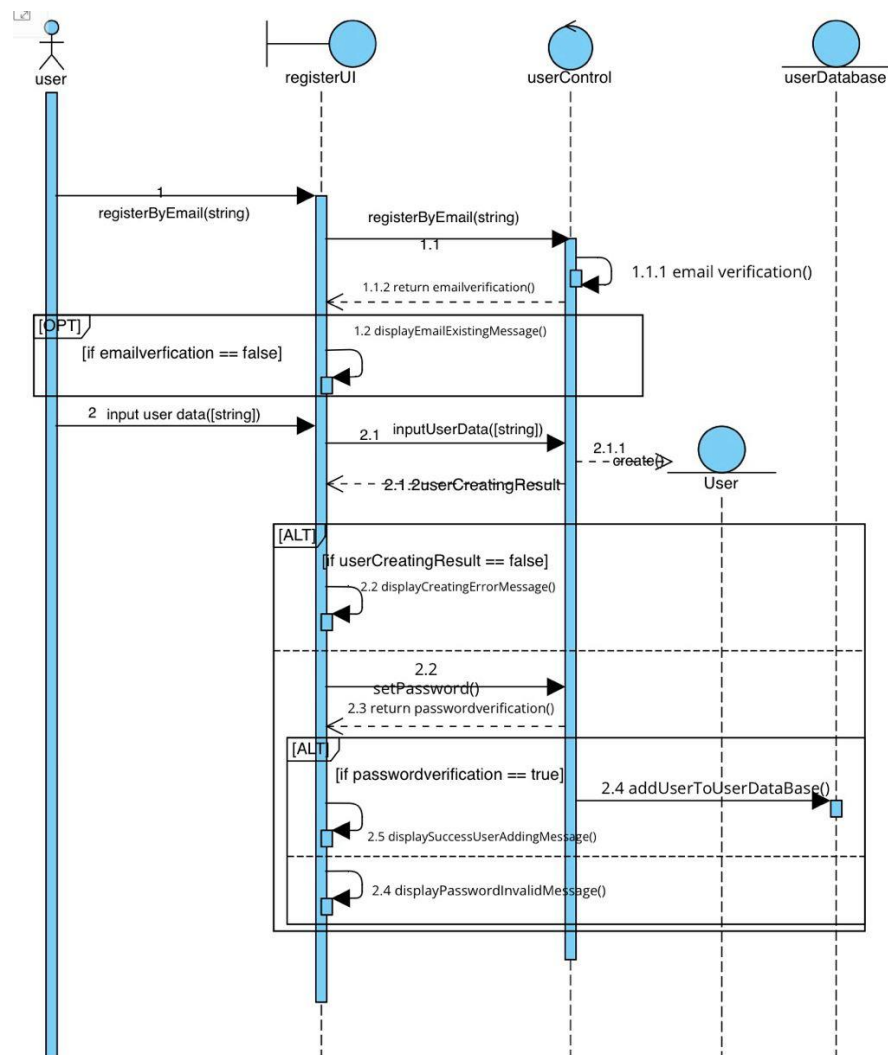 user
registerUI
userControl
userDatabase
1
registerByEmail(string)
registerByEmail(string)
1.1
1.1.1 email verification()
1.1.2 return emailverification()
[OPT]
1.2 displayEmailExistingMessage()
[if emailverfication == false]
2 input user data([string])
2.1 inputUserData([string])
2.1.1
create()
User
2.1.2userCreatingResult
[ALT]
[if userCreatingResult == false]
2.2 displayCreatingErrorMessage()
2.2
setPassword()
2.3 return passwordverification()
[ALT]
[if passwordverification == true]
2.4 addUserToUserDataBase()
2.5 displaySuccessUserAddingMessage()
2.4 displayPasswordInvalidMessage()